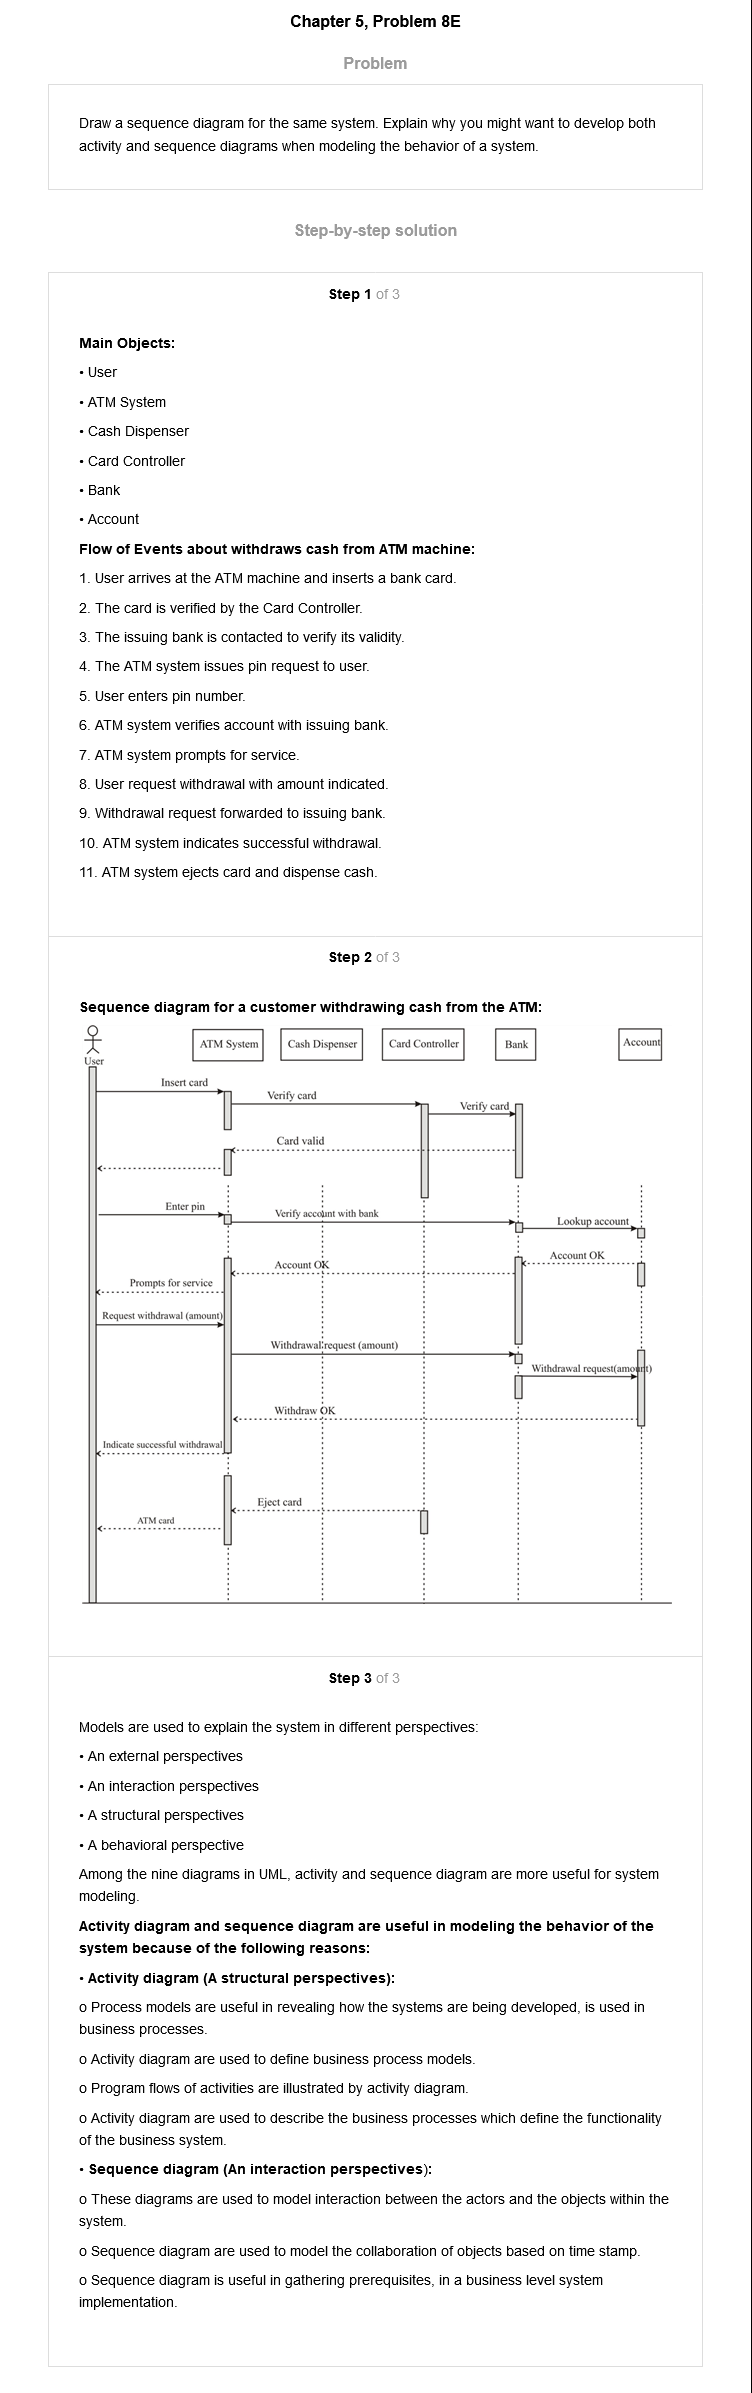 Chapter 5, Problem 8E
Problem
Draw a sequence diagram for the same system. Explain why you might want to develop both
activity and sequence diagrams when modeling the behavior of a system.
Step-by-step solution
Step 1 of 3
Main Objects:
• User
• ATM System
• Cash Dispenser
• Card Controller
• Bank
• Account
Flow of Events about withdraws cash from ATM machine:
1. User arrives at the ATM machine and inserts a bank card.
2. The card is verified by the Card Controller.
3. The issuing bank is contacted to verify its validity.
4. The ATM system issues pin request to user.
5. User enters pin number.
6. ATM system verifies account with issuing bank.
7. ATM system prompts for service.
8. User request withdrawal with amount indicated.
9. Withdrawal request forwarded to issuing bank.
10. ATM system indicates successful withdrawal.
11. ATM system ejects card and dispense cash.
Step 2 of 3
Sequence diagram for a customer withdrawing cash from the ATM:
User
ATM System
Cash Dispenser
Card Controller
Bank
Account
Insert card
Verify card
Verify card
Card valid
Enter pin
Verify account with bank
Lookup account
Account OK
Account OK
Prompts for service
Request withdrawal (amount)
Withdrawal request (amount)
Withdrawal request(amount)
Withdraw OK
Indicate successful withdrawal
Eject card
ATM card
Step 3 of 3
Models are used to explain the system in different perspectives:
• An external perspectives
• An interaction perspectives
• A structural perspectives
• A behavioral perspective
Among the nine diagrams in UML, activity and sequence diagram are more useful for system
modeling.
Activity diagram and sequence diagram are useful in modeling the behavior of the
system because of the following reasons:
• Activity diagram (A structural perspectives):
o Process models are useful in revealing how the systems are being developed, is used in
business processes.
o Activity diagram are used to define business process models.
o Program flows of activities are illustrated by activity diagram.
o Activity diagram are used to describe the business processes which define the functionality
of the business system.
• Sequence diagram (An interaction perspectives):
o These diagrams are used to model interaction between the actors and the objects within the
system.
o Sequence diagram are used to model the collaboration of objects based on time stamp.
o Sequence diagram is useful in gathering prerequisites, in a business level system
implementation.